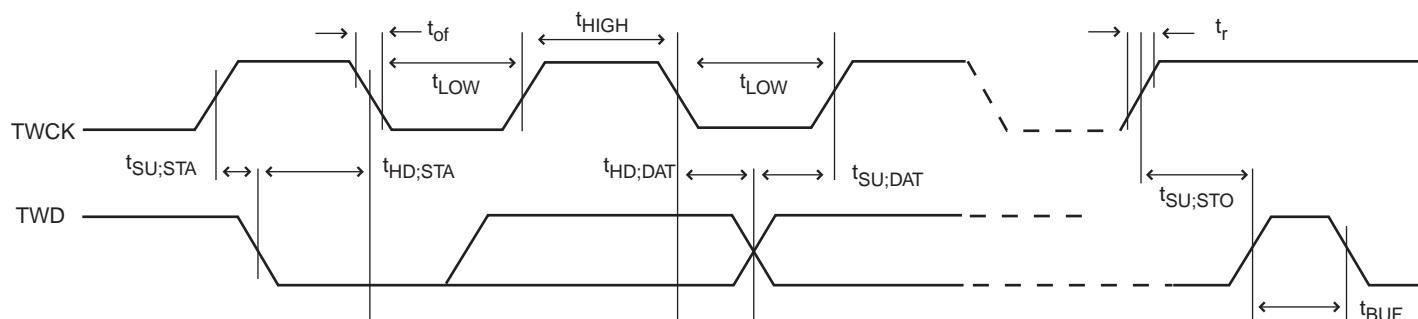 t_of
t_HIGH
t_r
t_LOW
t_LOW
TWCK
t_SU;STA
t_HD;STA
t_HD;DAT
t_SU;DAT
t_SU;STO
TWD
t_BUF